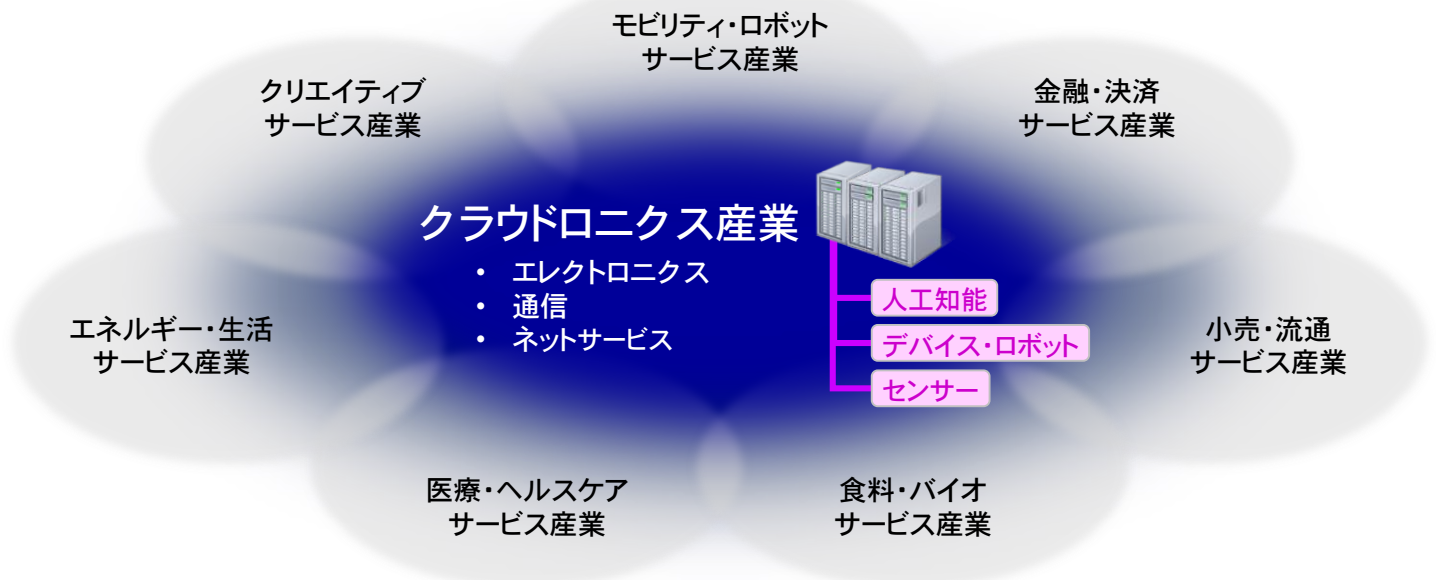 モビリティ・ロボット
サービス産業
クリエイティブ
サービス産業
金融・決済
サービス産業
クラウドロニクス産業
• エレクトロニクス
• 通信
• ネットサービス
人工知能
デバイス・ロボット
センサー
エネルギー・生活
サービス産業
小売・流通
サービス産業
医療・ヘルスケア
サービス産業
食料・バイオ
サービス産業